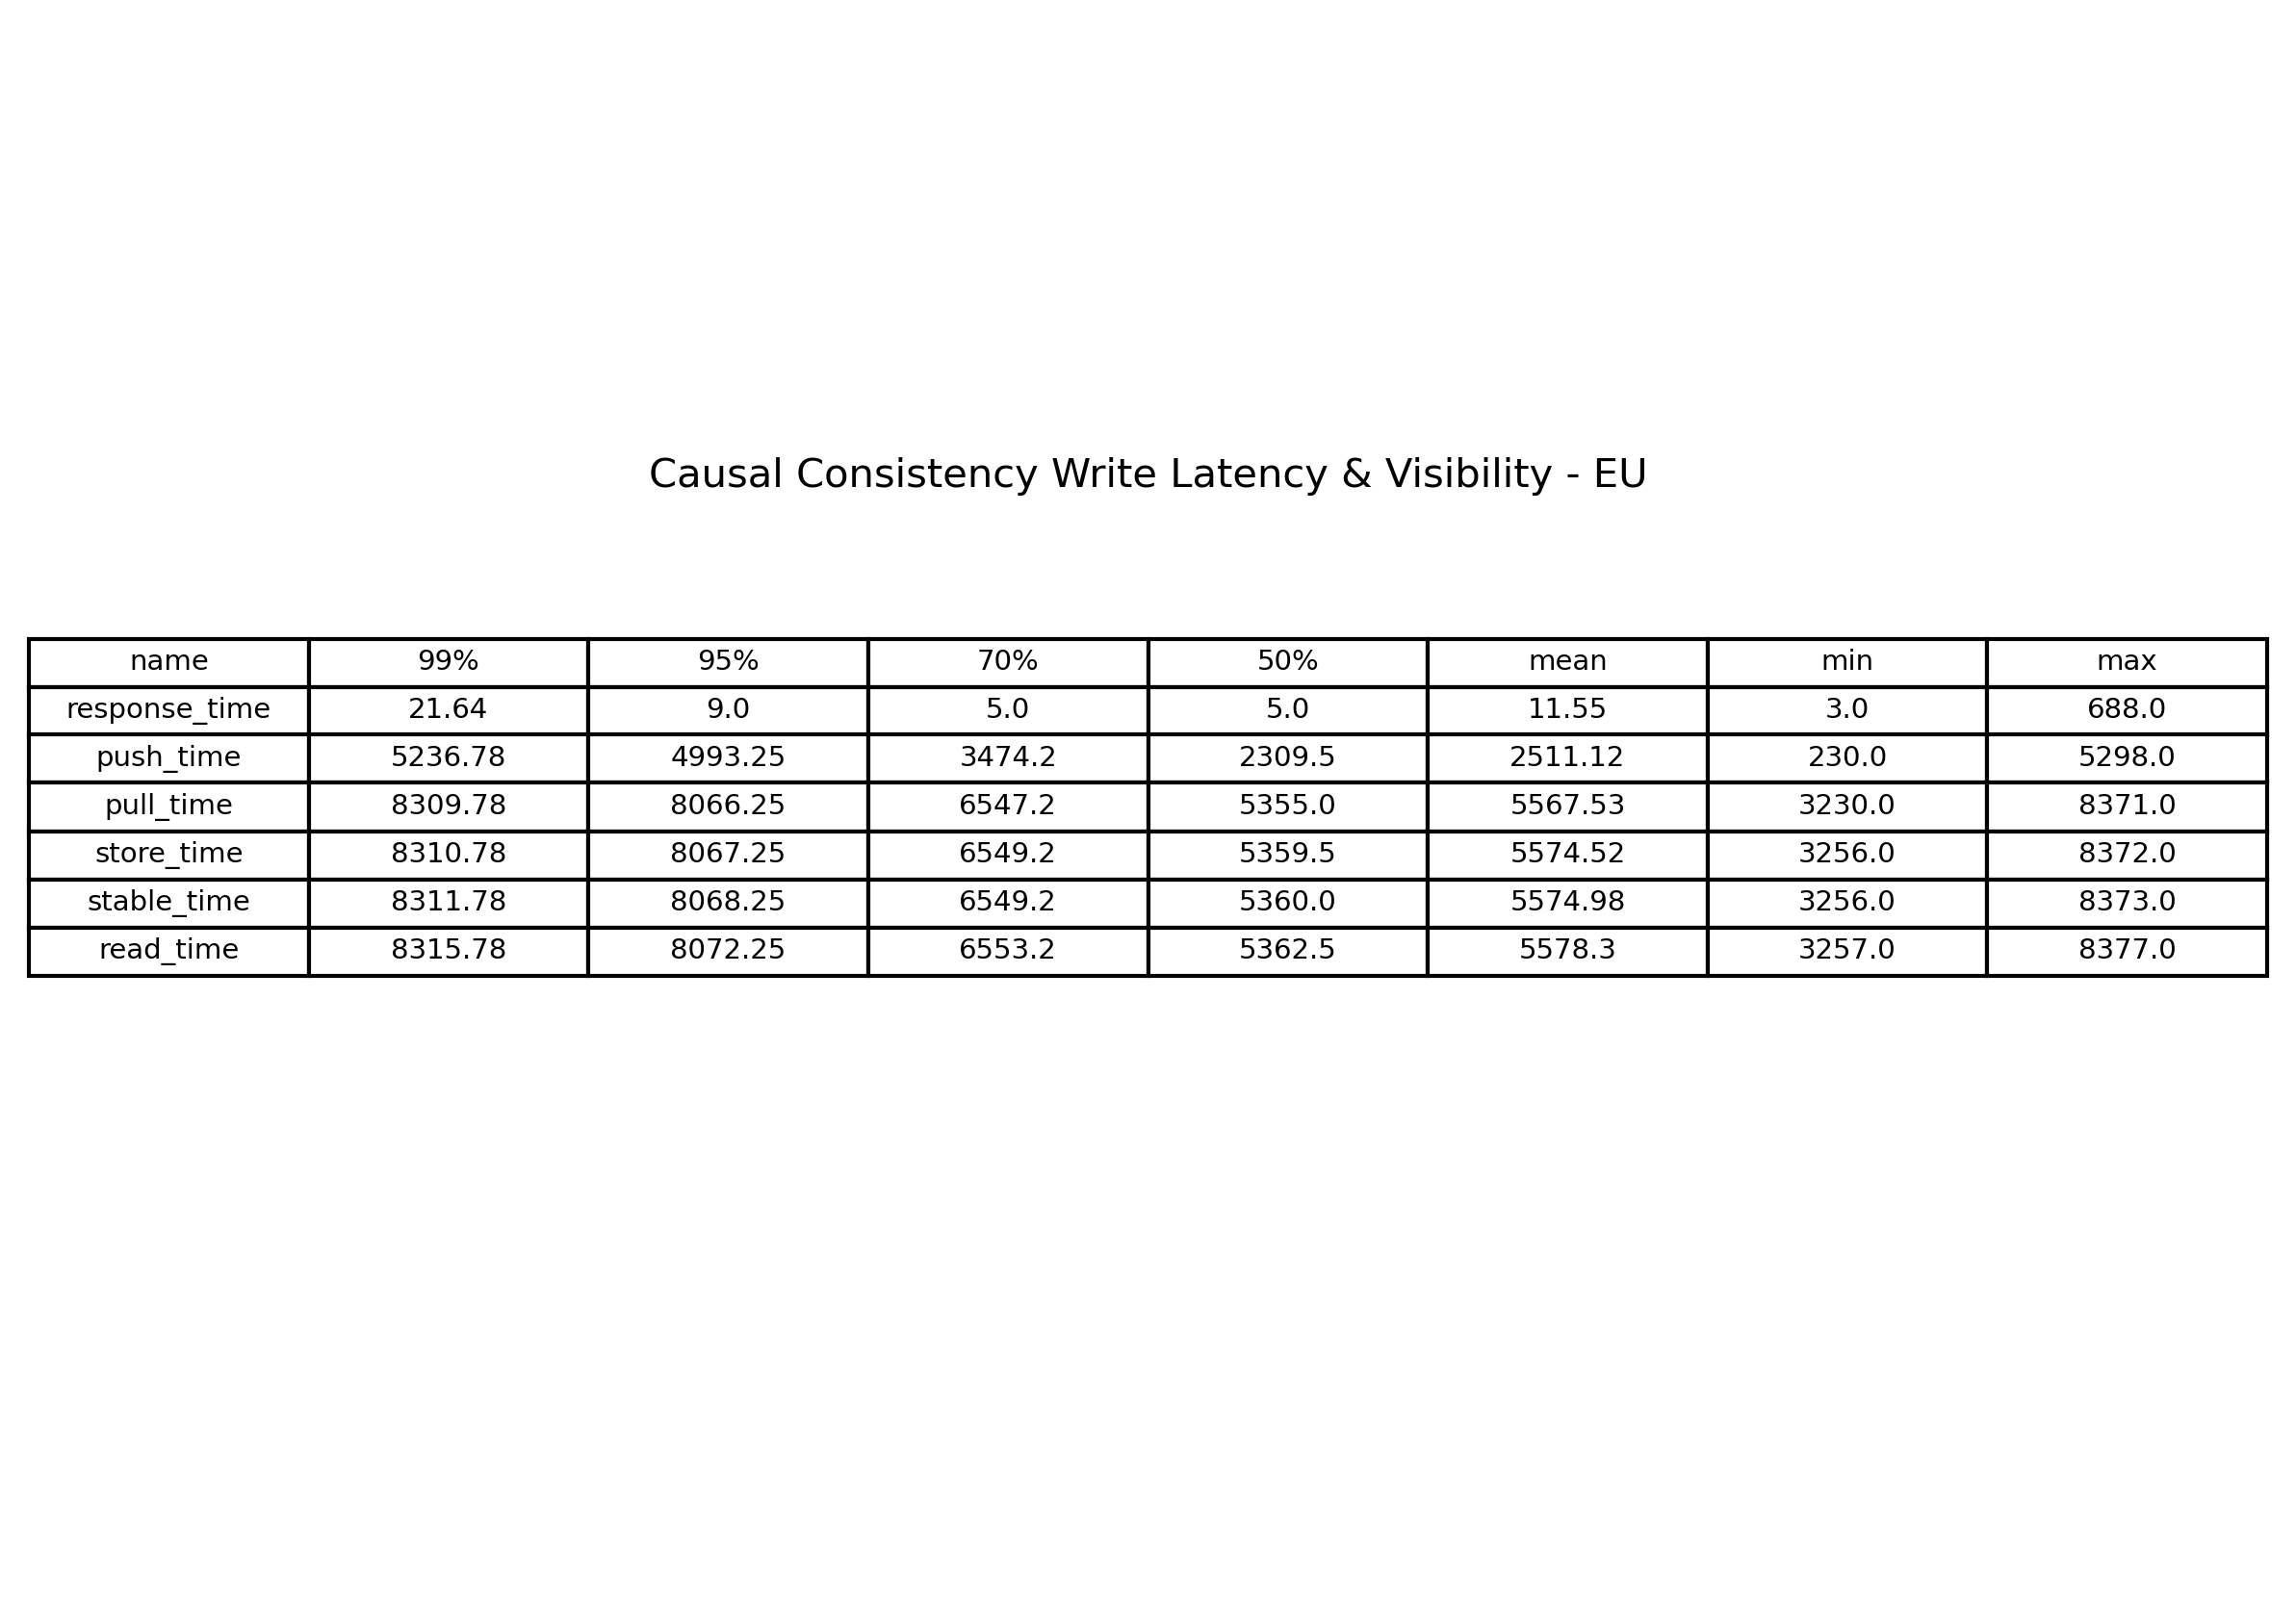 Causal Consistency Write Latency & Visibility - EU
name 99% 95% 70% 50% mean min max
response_time 21.64 9.0 5.0 5.0 11.55 3.0 688.0
push_time 5236.78 4993.25 3474.2 2309.5 2511.12 230.0 5298.0
pull_time 8309.78 8066.25 6547.2 5355.0 5567.53 3230.0 8371.0
store_time 8310.78 8067.25 6549.2 5359.5 5574.52 3256.0 8372.0
stable_time 8311.78 8068.25 6549.2 5360.0 5574.98 3256.0 8373.0
read_time 8315.78 8072.25 6553.2 5362.5 5578.3 3257.0 8377.0